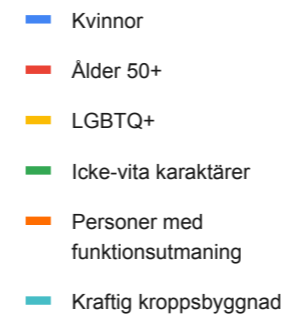 Kvinnor
Ålder 50+
LGBTQ+
Icke-vita karaktärer
Personer med
funktionsutmaning
Kraftig kroppsbyggnad